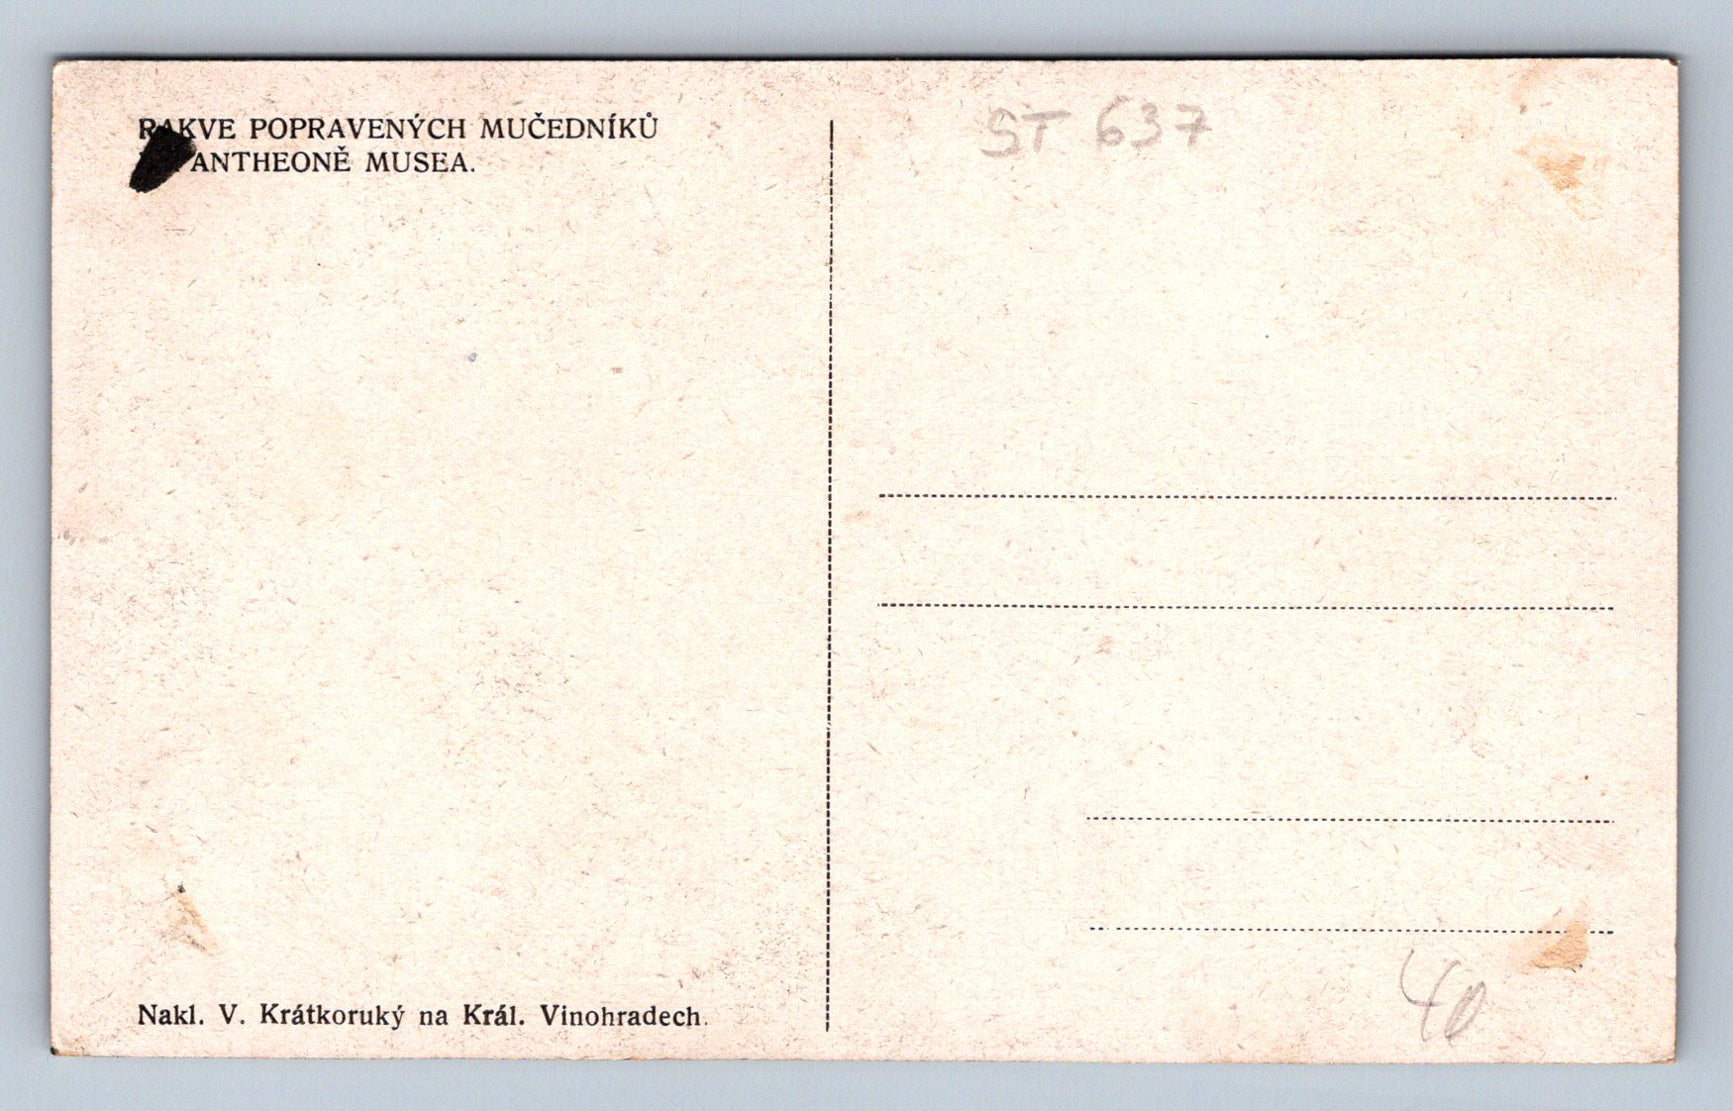 RAKVE POPRAVENÝCH MUČEDNÍKŮ
ANTHEONĚ MUSEA.
ST 637
Nakl. V. Krátkoruký na Král. Vinohradech.
40